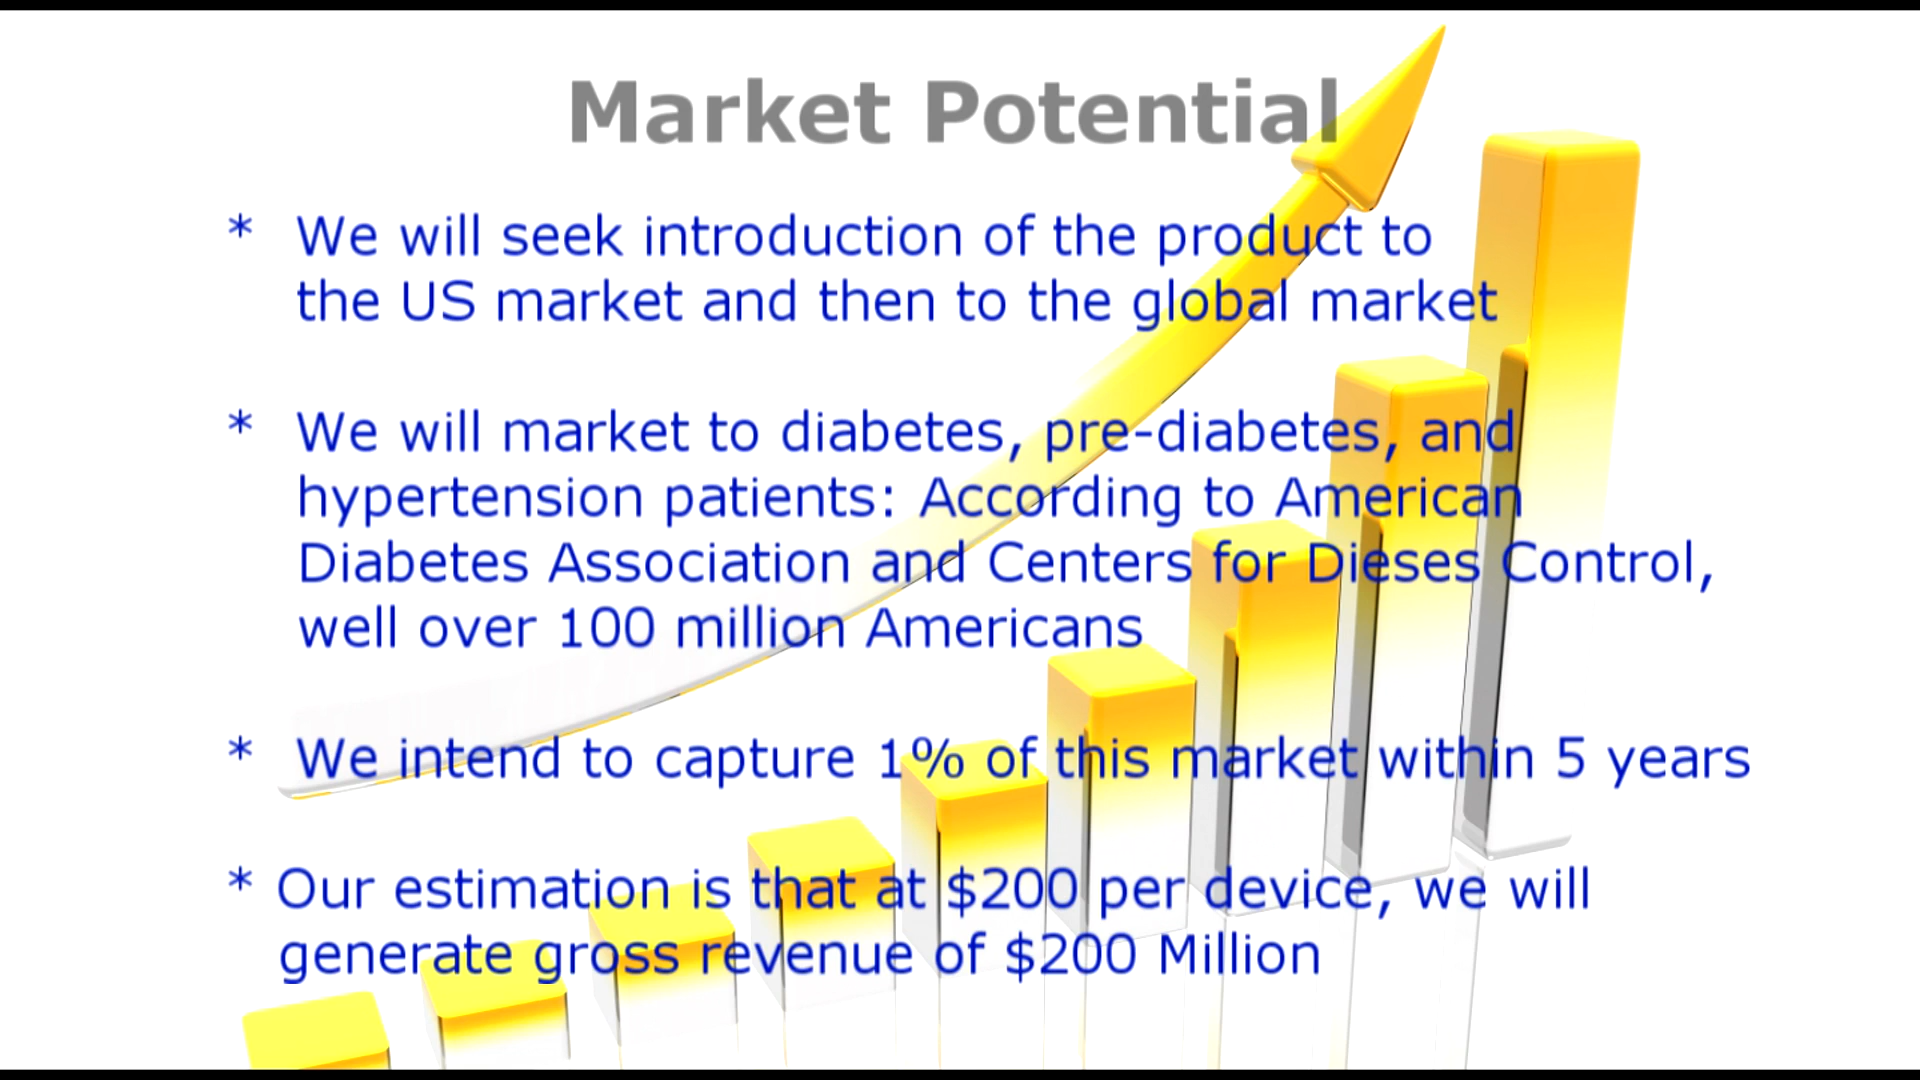 Market Potential
* We will seek introduction of the product to
the US market and then to the global market
* We will market to diabetes, pre-diabetes, and
hypertension patients: According to American
Diabetes Association and Centers for Dieses Control,
well over 100 million Americans
* We intend to capture 1% of this market within 5 years
* Our estimation is that at $200 per device, we will
generate gross revenue of $200 Million